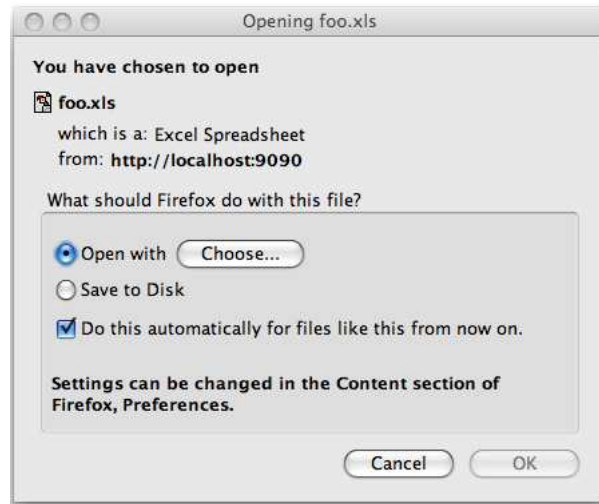 Opening foo.xls
You have chosen to open
foo.xls
which is a: Excel Spreadsheet
from: http://localhost:9090
What should Firefox do with this file?
Open with Choose...
Save to Disk
Do this automatically for files like this from now on.
Settings can be changed in the Content section of
Firefox, Preferences.
Cancel OK